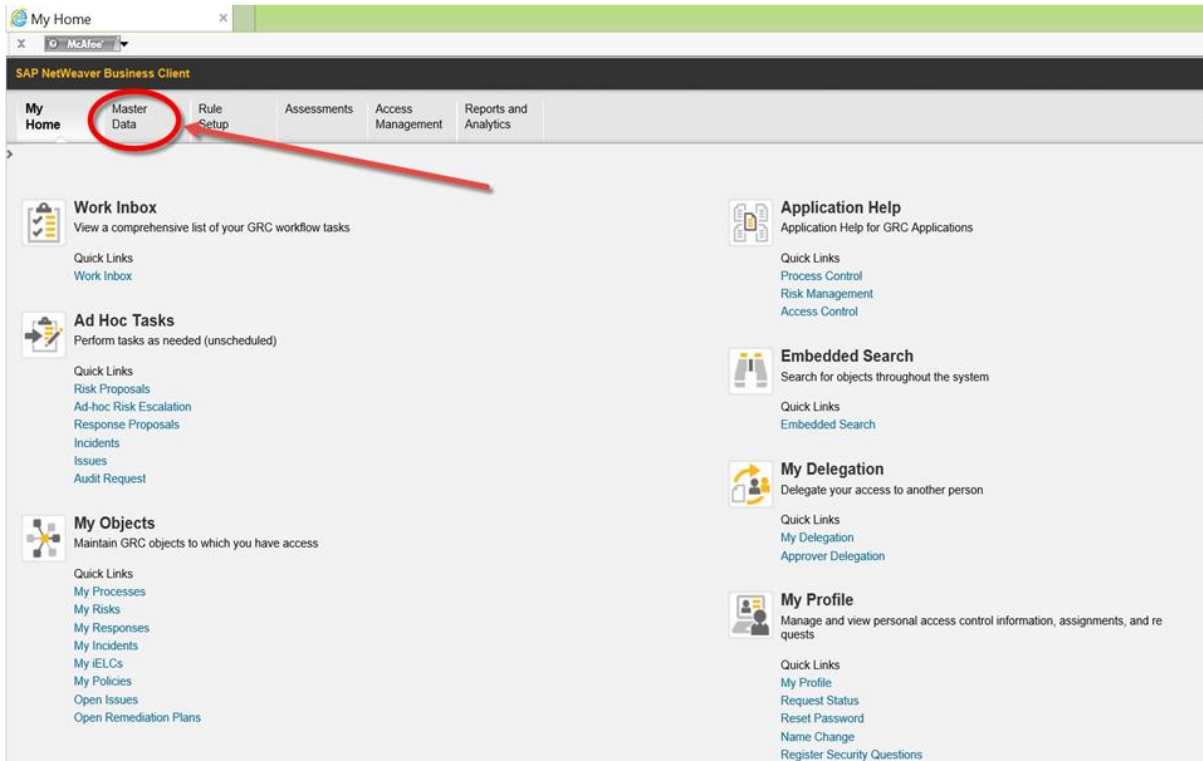 My Home
x
X McAfee
SAP NetWeaver Business Client
My Home
Master Data
Rule Setup
Assessments
Access Management
Reports and Analytics
Work Inbox
View a comprehensive list of your GRC workflow tasks
Quick Links
Work Inbox
Ad Hoc Tasks
Perform tasks as needed (unscheduled)
Quick Links
Risk Proposals
Ad-hoc Risk Escalation
Response Proposals
Incidents
Issues
Audit Request
My Objects
Maintain GRC objects to which you have access
Quick Links
My Processes
My Risks
My Responses
My Incidents
My iELCs
My Policies
Open Issues
Open Remediation Plans
Application Help
Application Help for GRC Applications
Quick Links
Process Control
Risk Management
Access Control
Embedded Search
Search for objects throughout the system
Quick Links
Embedded Search
My Delegation
Delegate your access to another person
Quick Links
My Delegation
Approver Delegation
My Profile
Manage and view personal access control information, assignments, and re
quests
Quick Links
My Profile
Request Status
Reset Password
Name Change
Register Security Questions